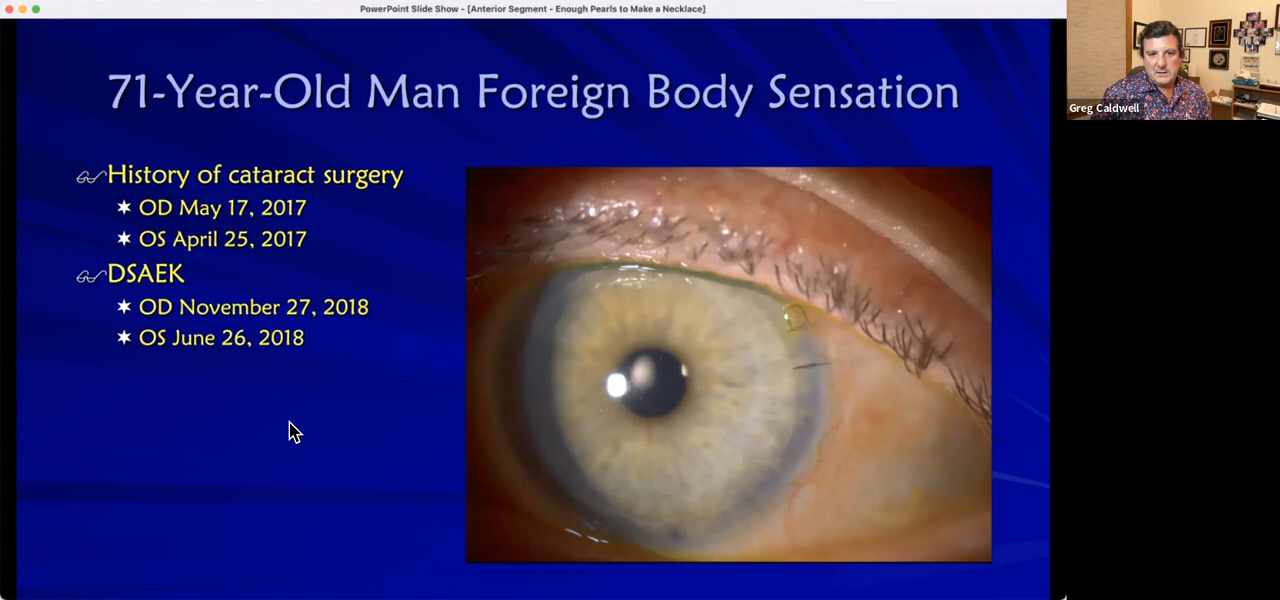 PowerPoint Slide Show - [Anterior Segment - Enough Pearls to Make a Necklace]
71-Year-Old Man Foreign Body Sensation
History of cataract surgery
OD May 17, 2017
OS April 25, 2017
DSAEK
OD November 27, 2018
OS June 26, 2018
Greg Caldwell